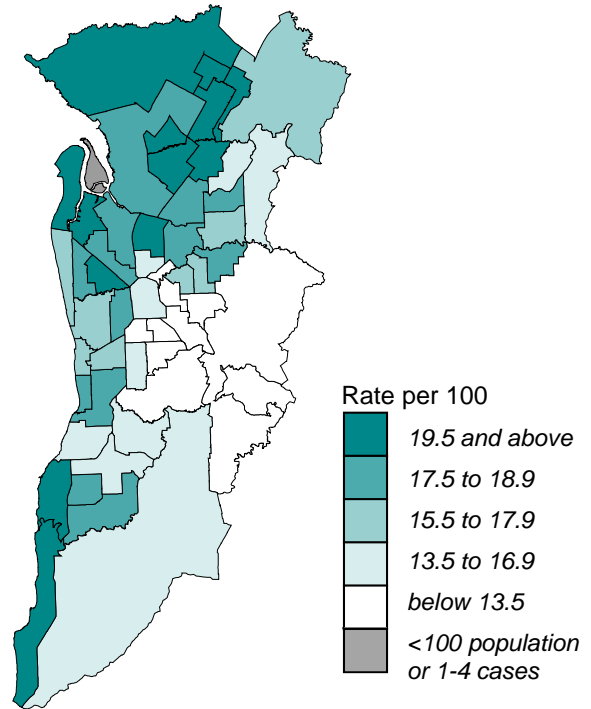 Rate per 100
19.5 and above
17.5 to 18.9
15.5 to 17.9
13.5 to 16.9
below 13.5
<100 population
or 1-4 cases